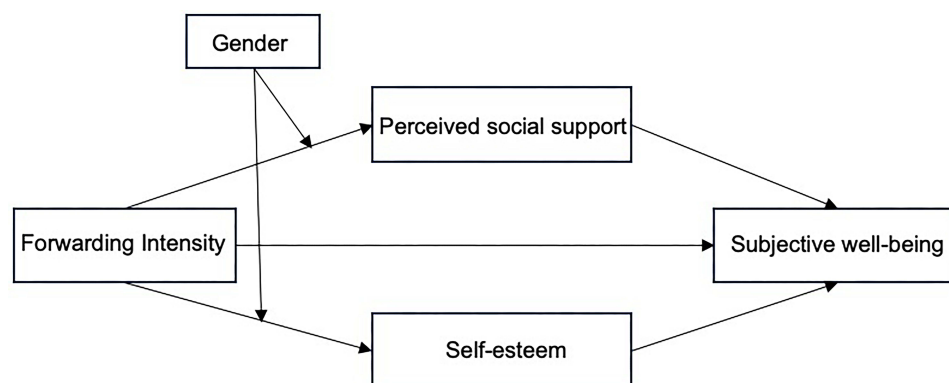 Gender
Perceived social support
Forwarding Intensity
Subjective well-being
Self-esteem